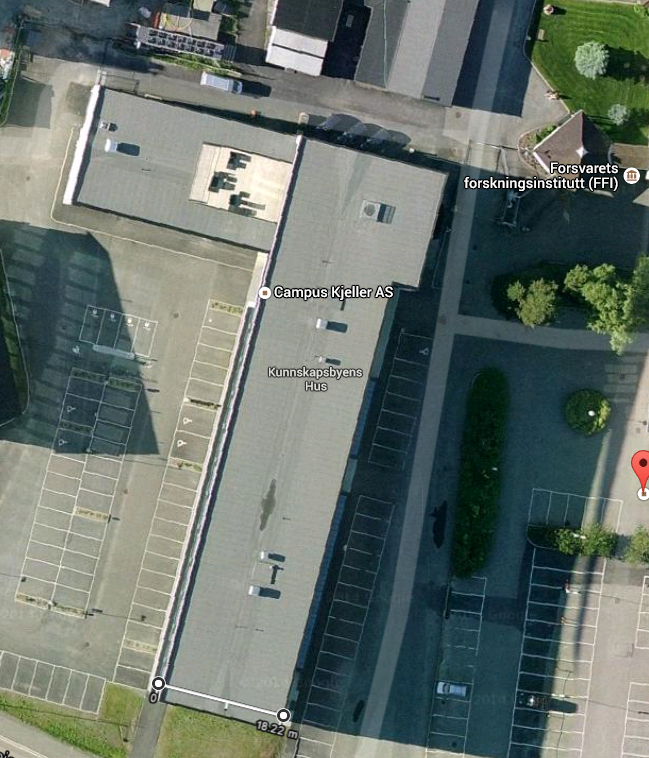 Forsvarets
forskningsinstitutt (FFI)
Campus Kjeller AS
Kunnskapsbyens
Hus
0
18.22 m